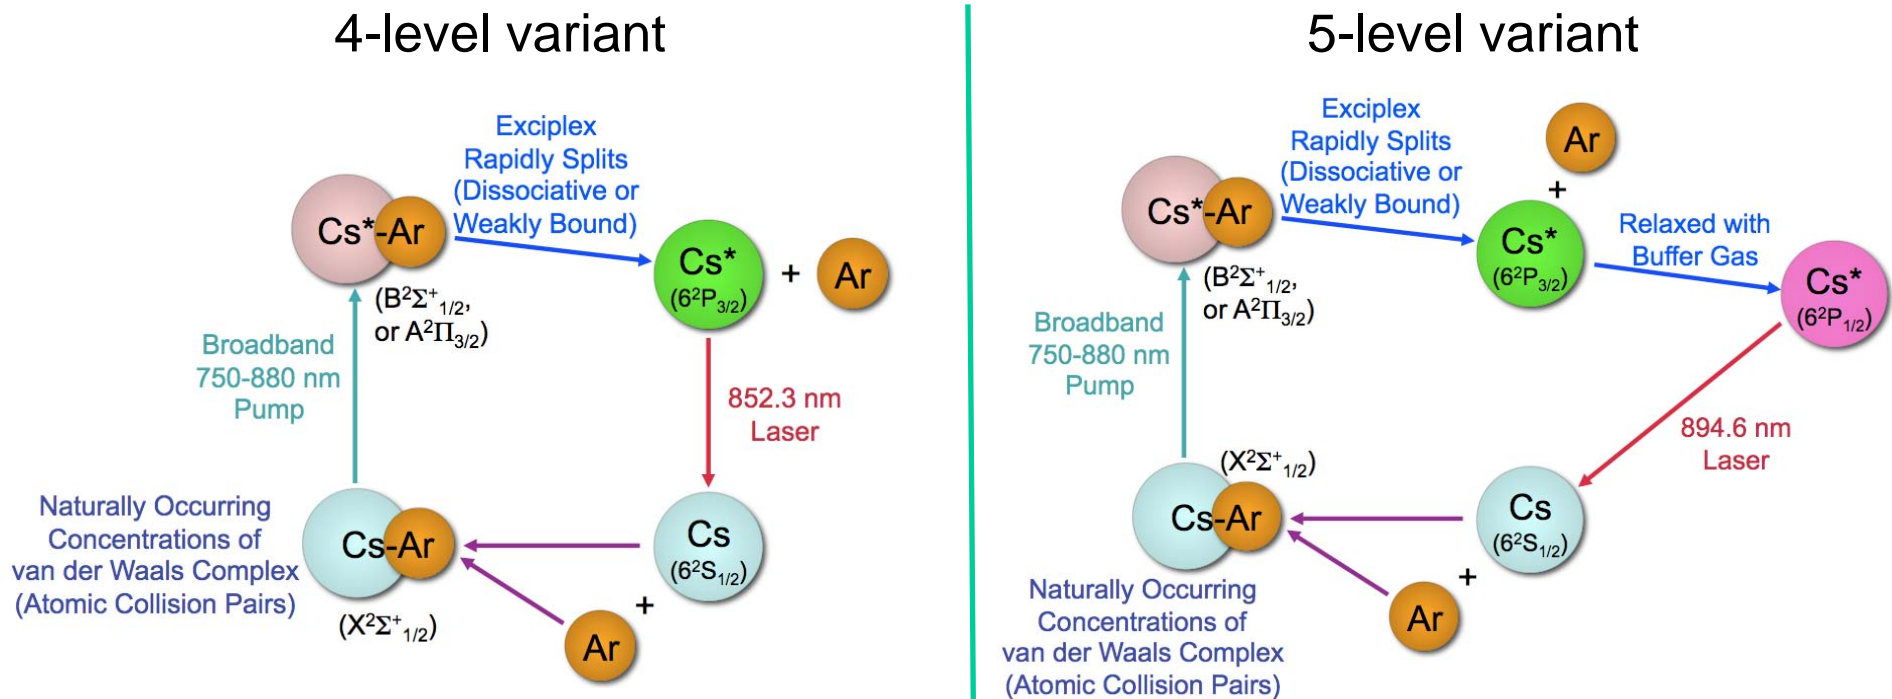 4-level variant
Exciplex
Rapidly Splits
(Dissociative or
Weakly Bound)
Cs*-Ar
Cs*
(6²P₃/₂)
+
Ar
(B²Σ⁺₁/₂,
or A²Π₃/₂)
Broadband
750-880 nm
Pump
852.3 nm
Laser
Naturally Occurring
Concentrations of
van der Waals Complex
(Atomic Collision Pairs)
Cs-Ar
(X²Σ⁺₁/₂)
Cs
(6²S₁/₂)
+
Ar
5-level variant
Exciplex
Rapidly Splits
(Dissociative or
Weakly Bound)
Ar
+
Cs*-Ar
Cs*
(6²P₃/₂)
Relaxed with
Buffer Gas
Cs*
(6²P₁/₂)
(B²Σ⁺₁/₂,
or A²Π₃/₂)
Broadband
750-880 nm
Pump
894.6 nm
Laser
(X²Σ⁺₁/₂)
Cs-Ar
Cs
(6²S₁/₂)
+
Ar
Naturally Occurring
Concentrations of
van der Waals Complex
(Atomic Collision Pairs)